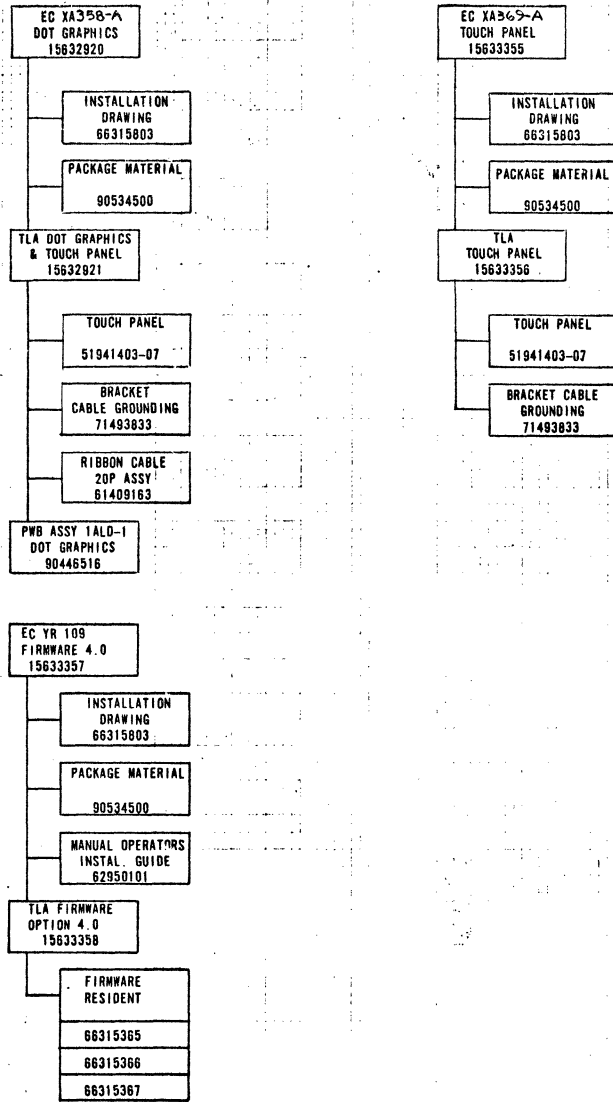 EC XA358-A
DOT GRAPHICS
15632920
INSTALLATION
DRAWING
66315803
PACKAGE MATERIAL
90534500
TLA DOT GRAPHICS
& TOUCH PANEL
15632921
TOUCH PANEL
51941403-07
BRACKET
CABLE GROUNDING
71493833
RIBBON CABLE
20P ASSY
61409163
PWB ASSY 1ALD-1
DOT GRAPHICS
90446516
EC XA369-A
TOUCH PANEL
15633355
INSTALLATION
DRAWING
66315803
PACKAGE MATERIAL
90534500
TLA
TOUCH PANEL
15633356
TOUCH PANEL
51941403-07
BRACKET CABLE
GROUNDING
71493833
EC YR 109
FIRMWARE 4.0
15633357
INSTALLATION
DRAWING
66315803
PACKAGE MATERIAL
90534500
MANUAL OPERATORS
INSTAL. GUIDE
62950101
TLA FIRMWARE
OPTION 4.0
15633358
FIRMWARE
RESIDENT
66315365
66315366
66315367